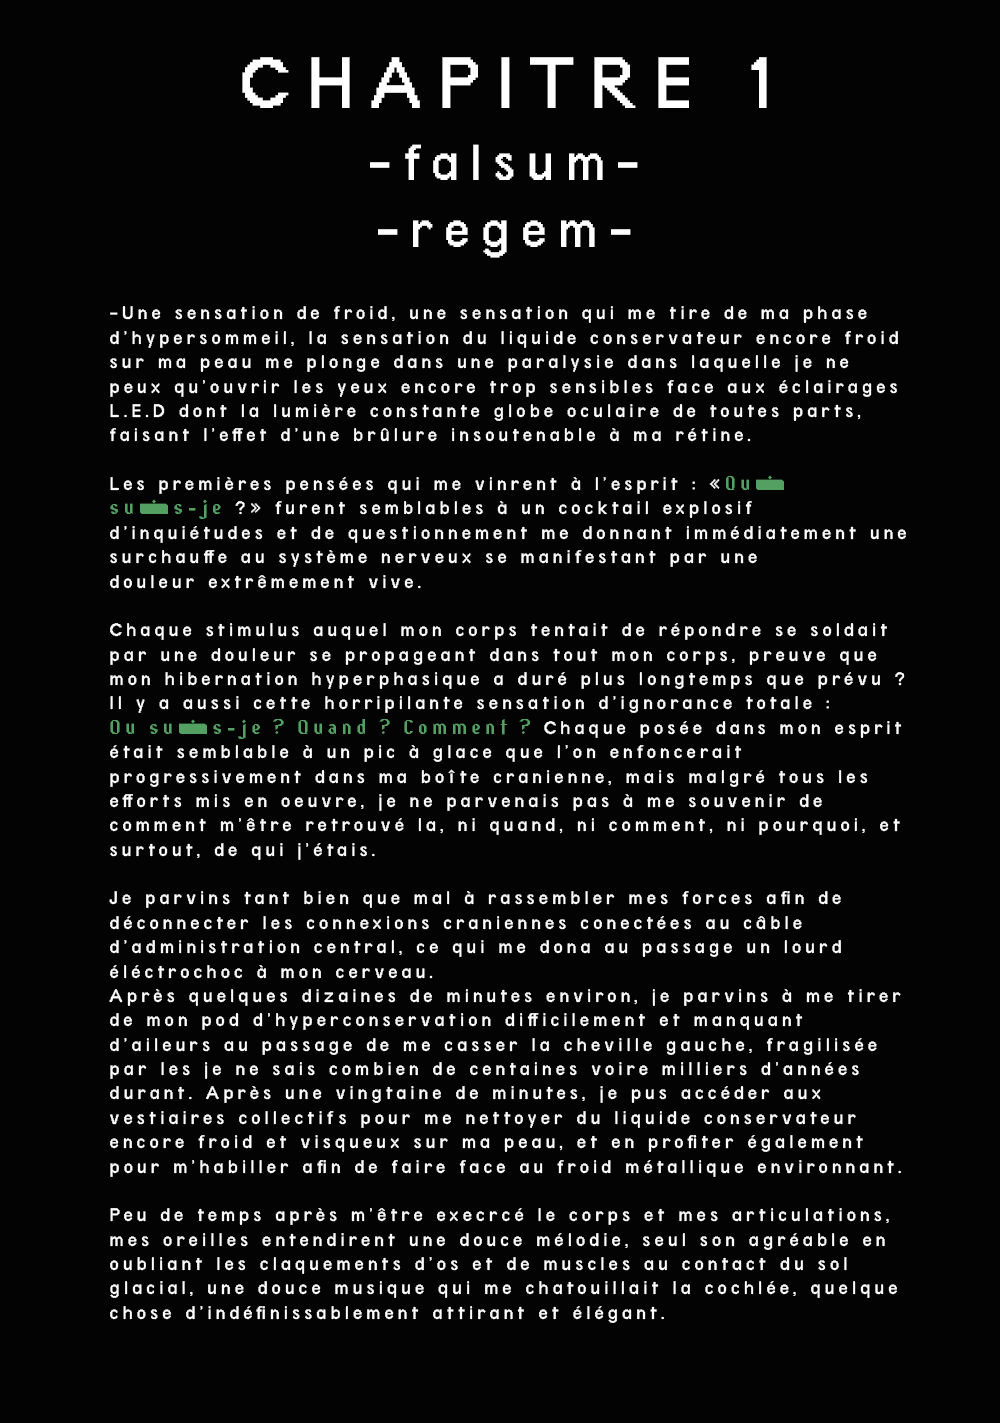 CHAPITRE 1
-falsum-
-regem-
-Une sensation de froid, une sensation qui me tire de ma phase
d'hypersommeil, la sensation du liquide conservateur encore froid
sur ma peau me plonge dans une paralysie dans laquelle je ne
peux qu'ouvrir les yeux encore trop sensibles face aux éclairages
L.E.D dont la lumière constante globe oculaire de toutes parts,
faisant l'effet d'une brûlure insoutenable à ma rétine.
Les premières pensées qui me vinrent à l'esprit : «Ou
su s-je ?» furent semblables à un cocktail explosif
d'inquiétudes et de questionnement me donnant immédiatement une
surchauffe au système nerveux se manifestant par une
douleur extrêmement vive.
Chaque stimulus auquel mon corps tentait de répondre se soldait
par une douleur se propageant dans tout mon corps, preuve que
mon hibernation hyperphasique a duré plus longtemps que prévu ?
Il y a aussi cette horripilante sensation d'ignorance totale :
Ou su s-je ? Quand ? Comment ? Chaque posée dans mon esprit
était semblable à un pic à glace que l'on enfoncerait
progressivement dans ma boîte cranienne, mais malgré tous les
efforts mis en oeuvre, je ne parvenais pas à me souvenir de
comment m'être retrouvé la, ni quand, ni comment, ni pourquoi, et
surtout, de qui j'étais.
Je parvins tant bien que mal à rassembler mes forces afin de
déconnecter les connexions craniennes conectées au câble
d'administration central, ce qui me dona au passage un lourd
éléctrochoc à mon cerveau.
Après quelques dizaines de minutes environ, je parvins à me tirer
de mon pod d'hyperconservation difficilement et manquant
d'aileurs au passage de me casser la cheville gauche, fragilisée
par les je ne sais combien de centaines voire milliers d'années
durant. Après une vingtaine de minutes, je pus accéder aux
vestiaires collectifs pour me nettoyer du liquide conservateur
encore froid et visqueux sur ma peau, et en profiter également
pour m'habiller afin de faire face au froid métallique environnant.
Peu de temps après m'être execrcé le corps et mes articulations,
mes oreilles entendirent une douce mélodie, seul son agréable en
oubliant les claquements d'os et de muscles au contact du sol
glacial, une douce musique qui me chatouillait la cochlée, quelque
chose d'indéfinissablement attirant et élégant.